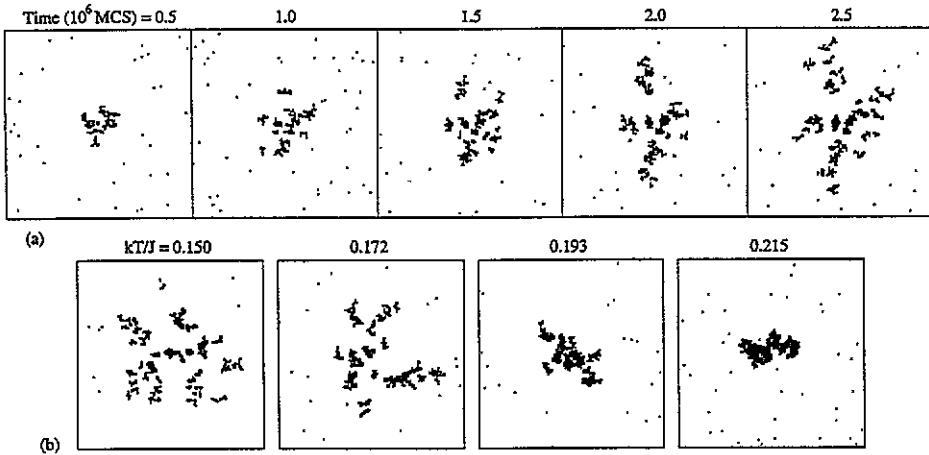 Time (10⁶ MCS) = 0.5 1.0 1.5 2.0 2.5
(a)
kT/J = 0.150 0.172 0.193 0.215
(b)